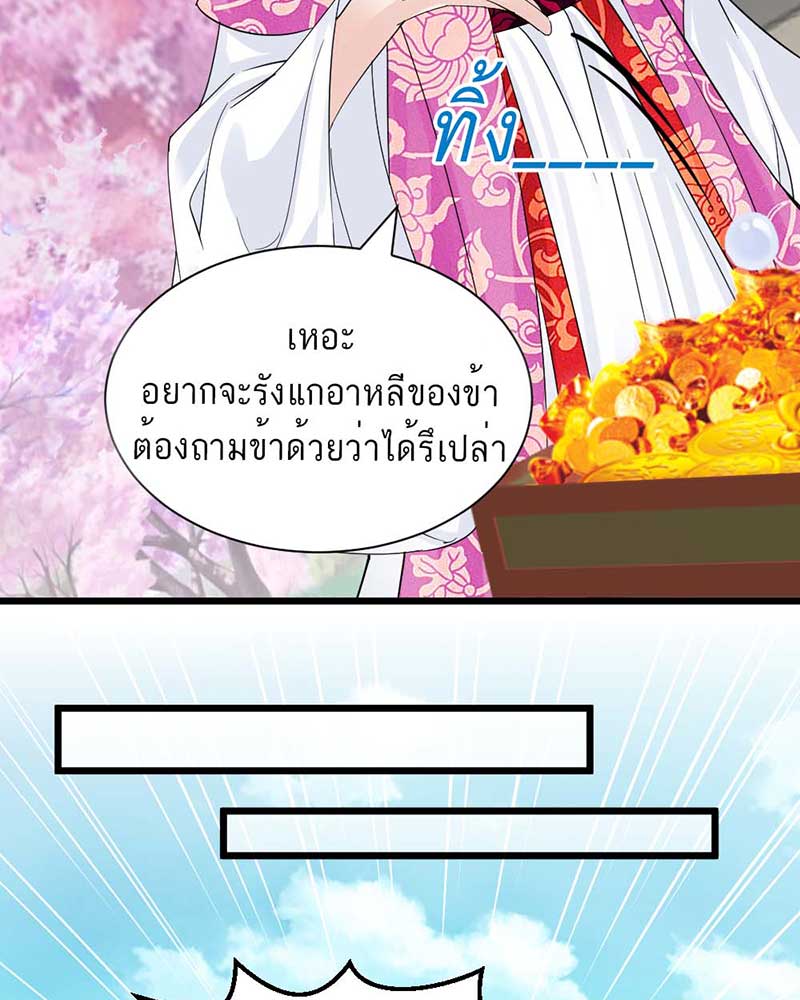 ทิ้ง____
เหอะ
อยากจะรังแกอาหลีของข้า
ต้องถามข้าด้วยว่าได้รึเปล่า